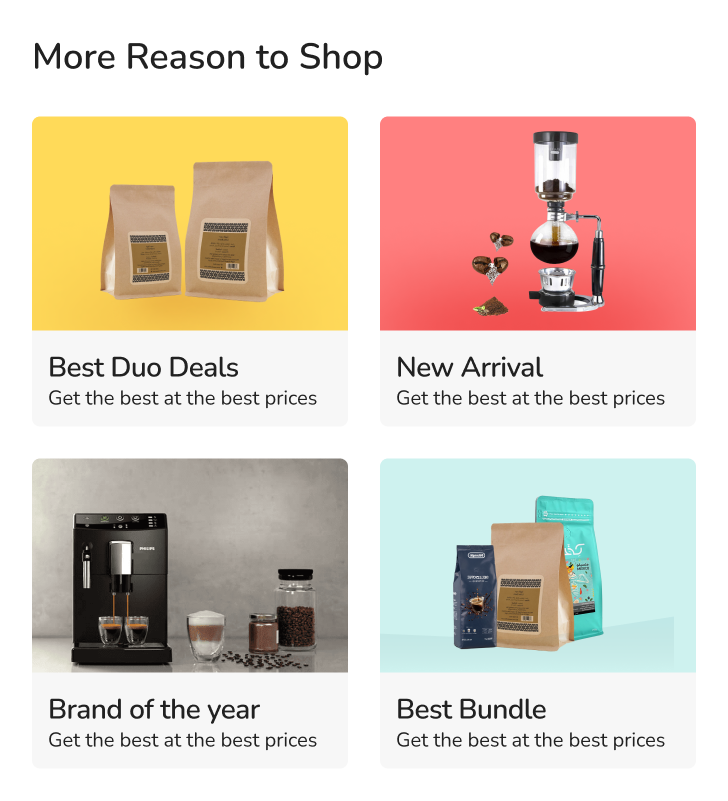 More Reason to Shop
Best Duo Deals
Get the best at the best prices
New Arrival
Get the best at the best prices
PHILIPS
Brand of the year
Get the best at the best prices
Best Bundle
Get the best at the best prices